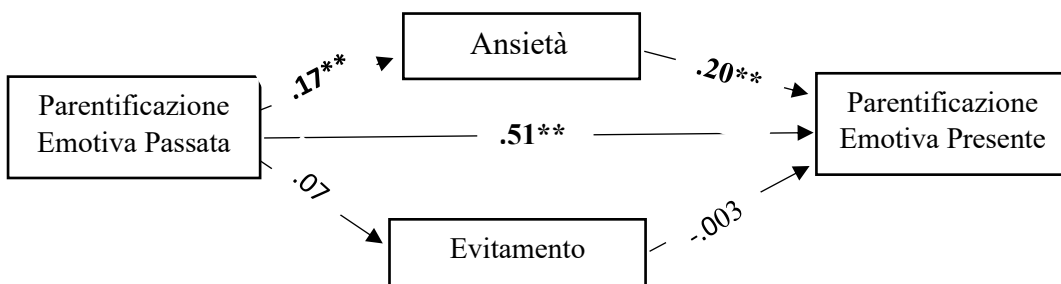 Ansietà
.17**
.20**
Parentificazione
Emotiva Passata
.51**
Parentificazione
Emotiva Presente
.07
-.003
Evitamento